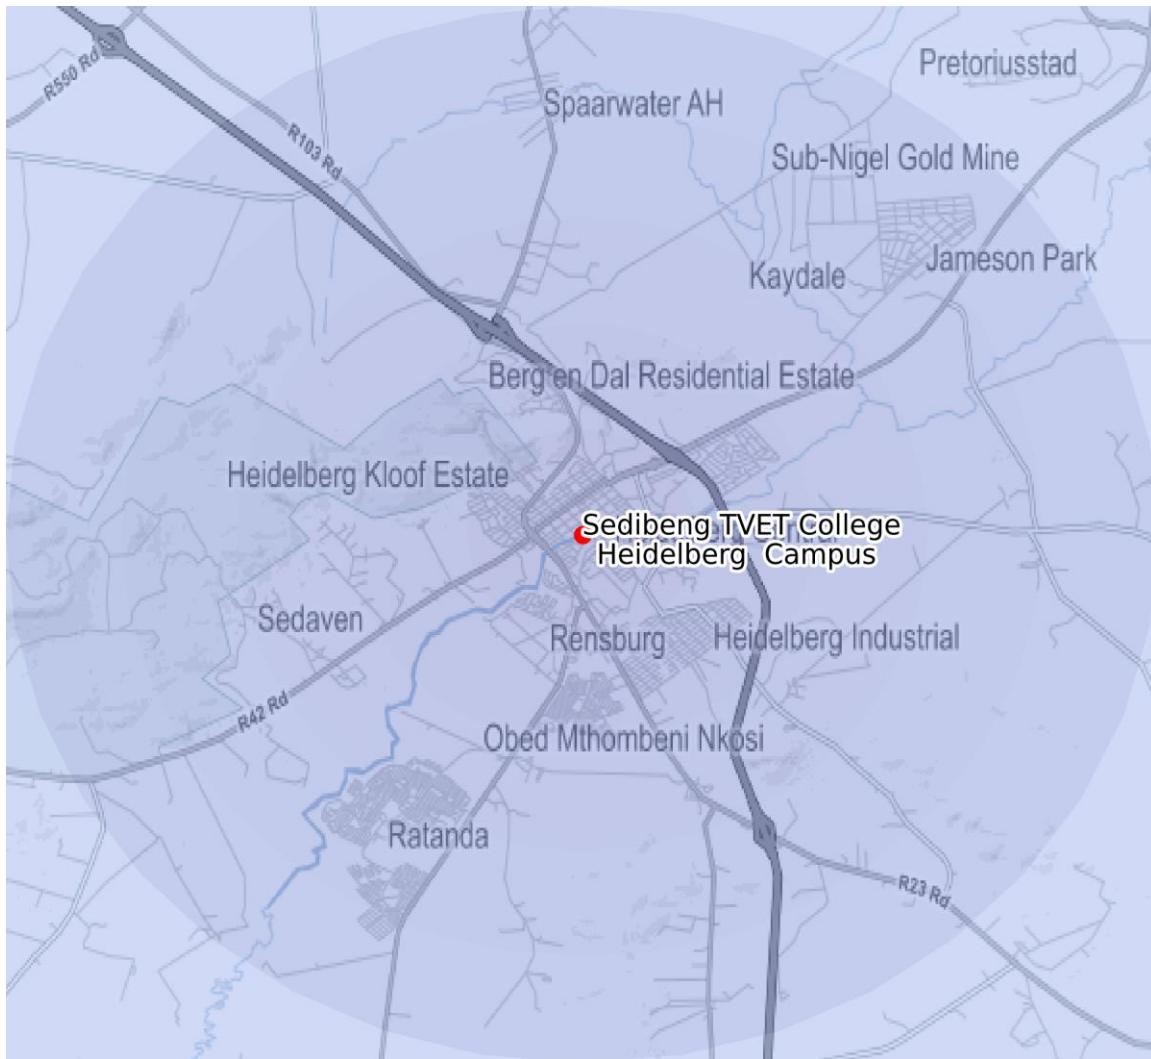 Pretoriusstad
R550 Rd
Spaarwater AH
R103 Rd
Sub-Nigel Gold Mine
Jameson Park
Kaydale
Berg en Dal Residential Estate
Heidelberg Kloof Estate
Sedibeng TVET College
Heidelberg Campus
Sedaven
Rensburg
Heidelberg Industrial
R42 Rd
Obed Mthombeni Nkosi
Ratanda
R23 Rd